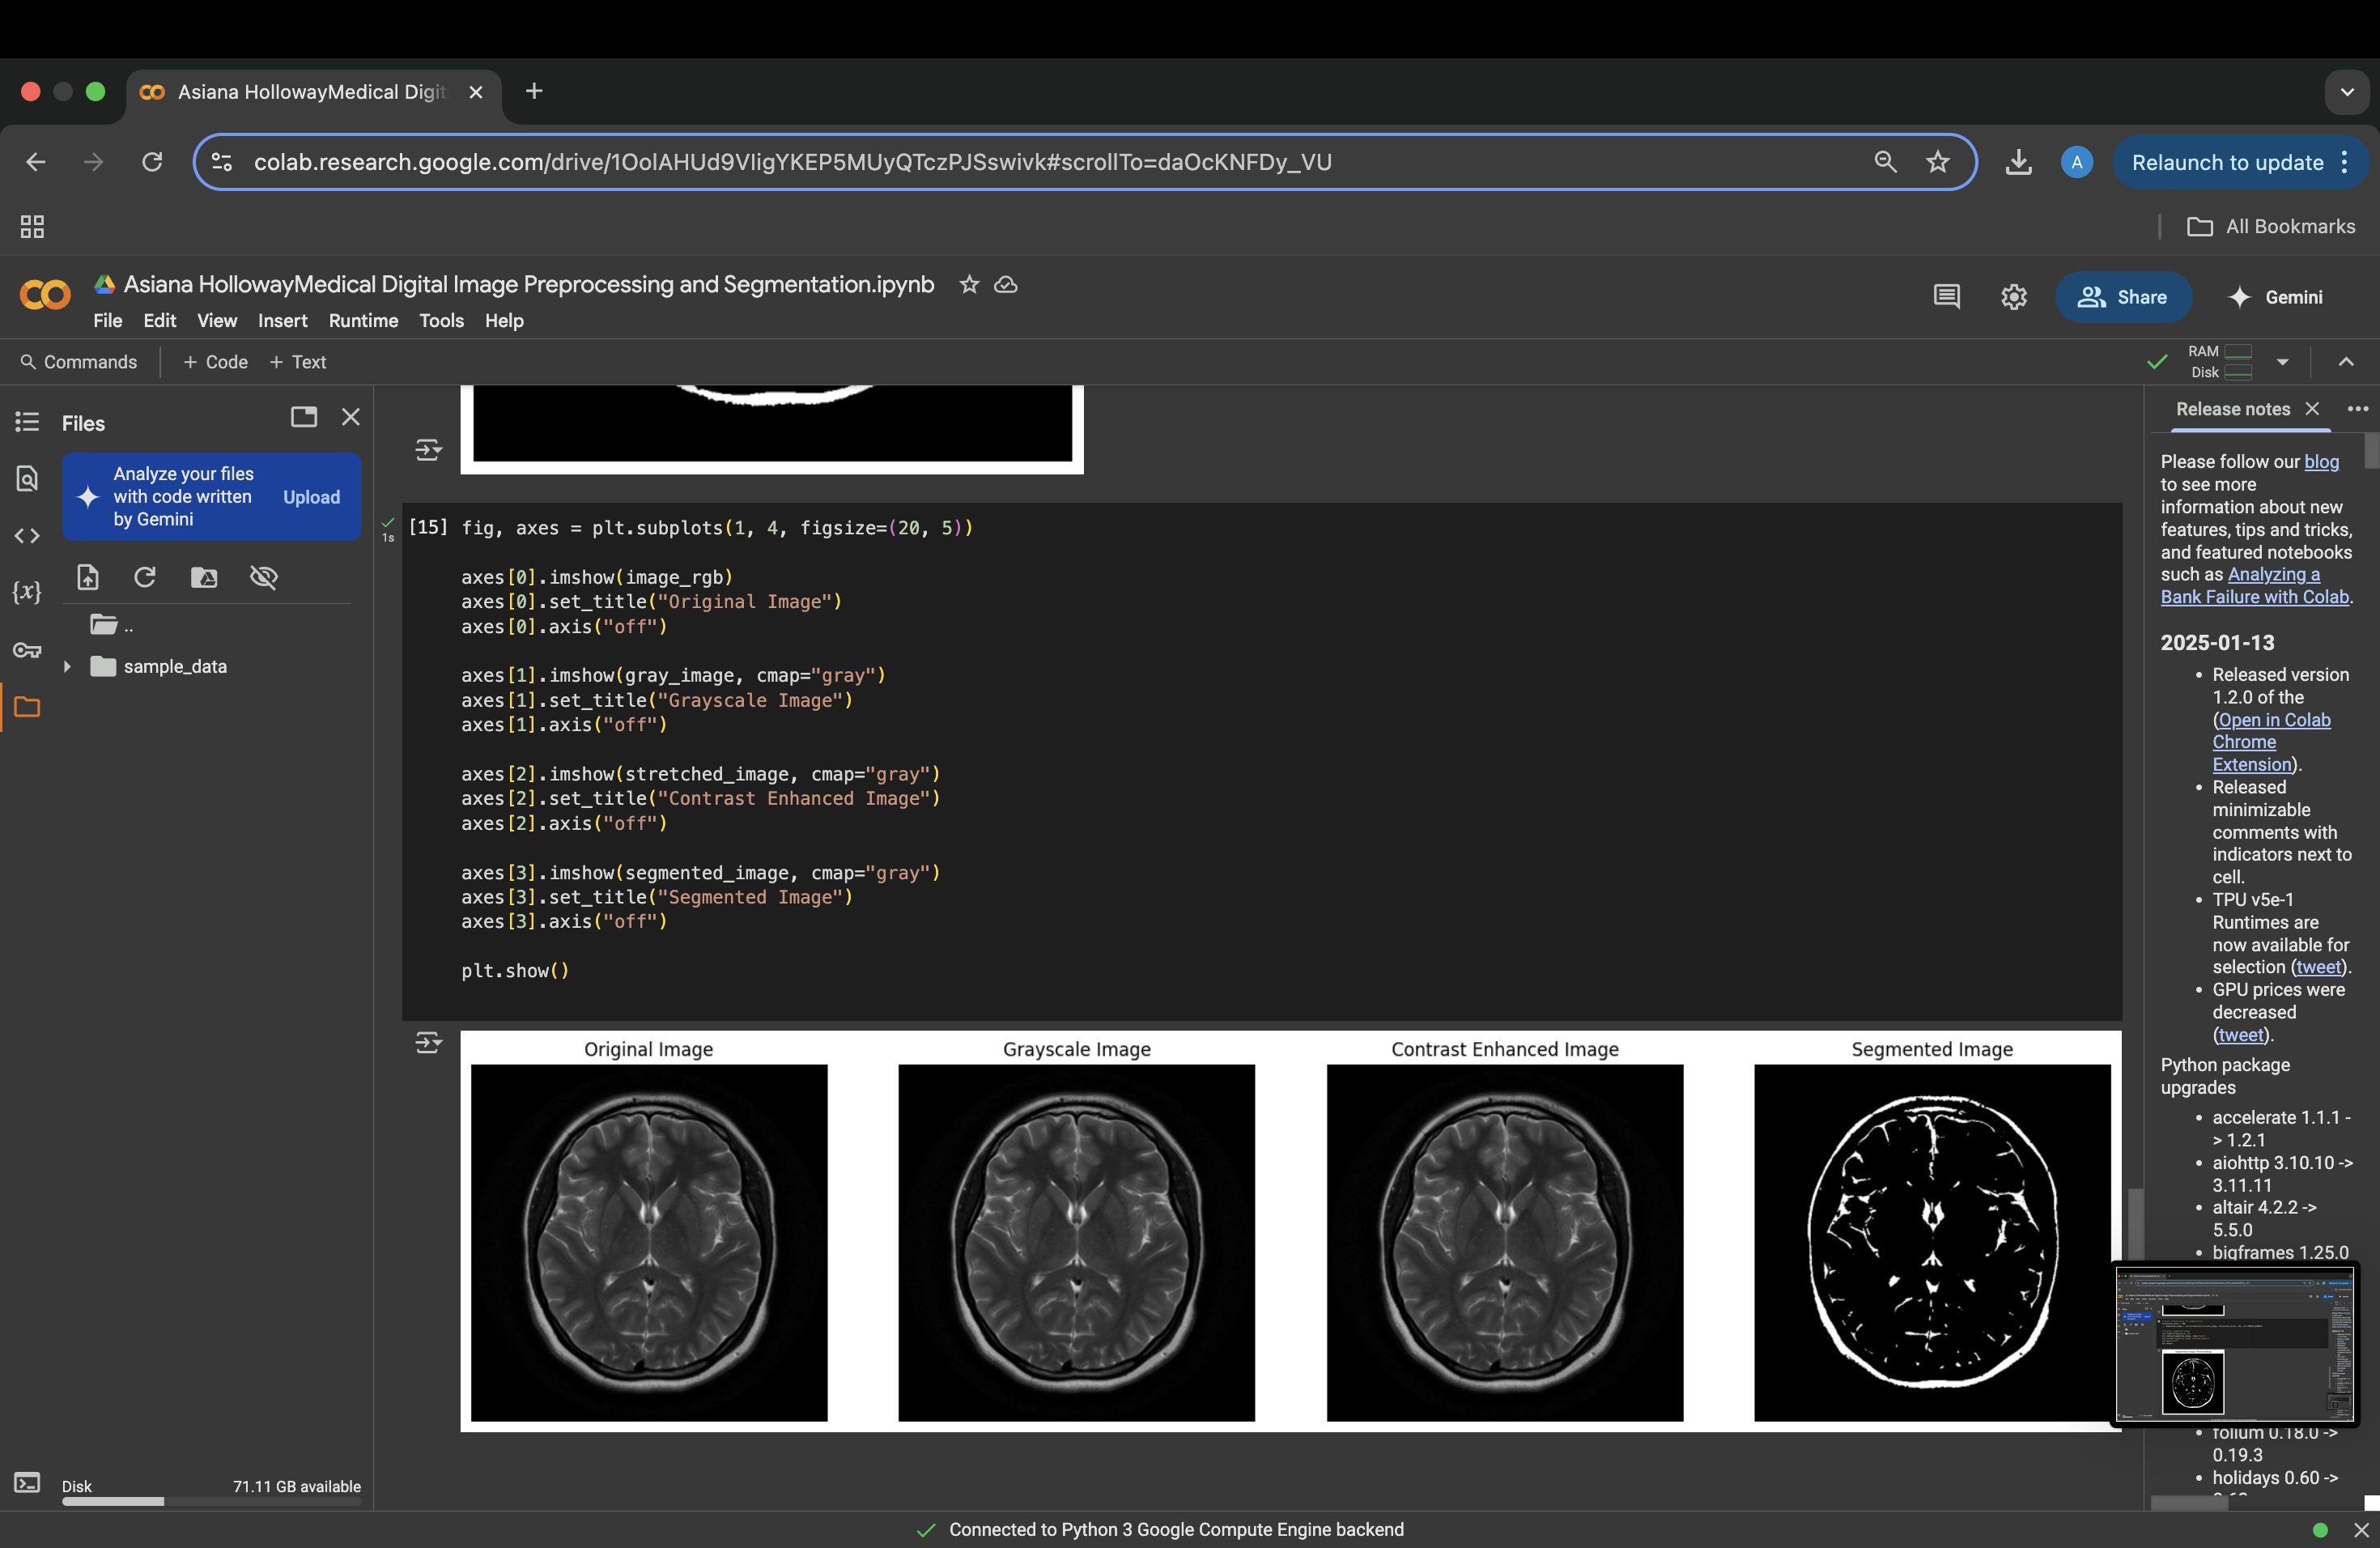 Asiana HollowayMedical Digit
colab.research.google.com/drive/1OolAHUd9VIigYKEP5MUyQTczPJSswivk#scrollTo=daOcKNFDy_VU
A
Relaunch to update
All Bookmarks
Asiana HollowayMedical Digital Image Preprocessing and Segmentation.ipynb
File Edit View Insert Runtime Tools Help
Share
Gemini
Commands + Code + Text
RAM
Disk
Files
Analyze your files
with code written
by Gemini
Upload
{x}
..
sample_data
Disk 71.11 GB available
1s
[15] fig, axes = plt.subplots(1, 4, figsize=(20, 5))
axes[0].imshow(image_rgb)
axes[0].set_title("Original Image")
axes[0].axis("off")
axes[1].imshow(gray_image, cmap="gray")
axes[1].set_title("Grayscale Image")
axes[1].axis("off")
axes[2].imshow(stretched_image, cmap="gray")
axes[2].set_title("Contrast Enhanced Image")
axes[2].axis("off")
axes[3].imshow(segmented_image, cmap="gray")
axes[3].set_title("Segmented Image")
axes[3].axis("off")
plt.show()
Original Image Grayscale Image Contrast Enhanced Image Segmented Image
Release notes
Please follow our blog
to see more
information about new
features, tips and tricks,
and featured notebooks
such as Analyzing a
Bank Failure with Colab.
2025-01-13
• Released version
1.2.0 of the
(Open in Colab
Chrome
Extension).
• Released
minimizable
comments with
indicators next to
cell.
• TPU v5e-1
Runtimes are
now available for
selection (tweet).
• GPU prices were
decreased
(tweet).
Python package
upgrades
• accelerate 1.1.1 -
> 1.2.1
• aiohttp 3.10.10 ->
3.11.11
• altair 4.2.2 ->
5.5.0
• bigframes 1.25.0
• folium 0.18.0 ->
0.19.3
• holidays 0.60 ->
Connected to Python 3 Google Compute Engine backend